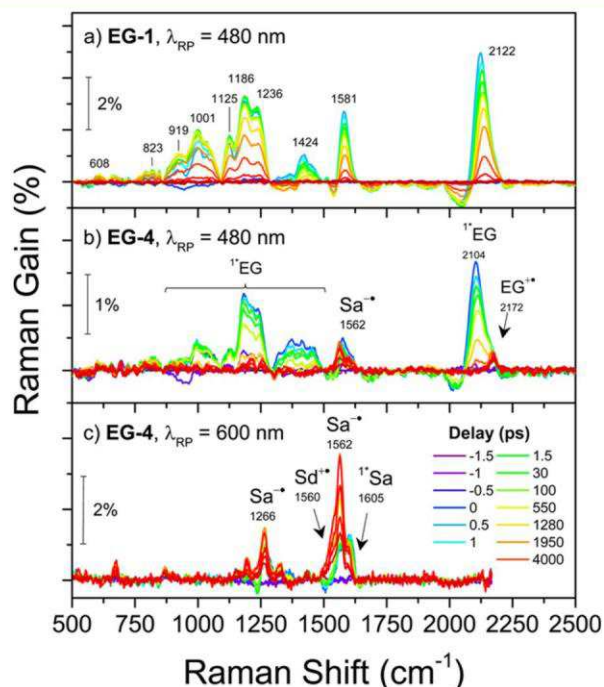 a) EG-1, λRP = 480 nm
2%
608
823
919
1001
1125
1186
1236
1424
1581
2122
b) EG-4, λRP = 480 nm
1%
1*EG
Sa−•
1562
1*EG
2104
EG+•
2172
c) EG-4, λRP = 600 nm
2%
Sa−•
1266
Sd+•
1560
Sa−•
1562
1*Sa
1605
Delay (ps)
-1.5 1.5
-1 30
-0.5 100
0 550
0.5 1280
1 1950
4000
500 1000 1500 2000 2500
Raman Shift (cm-1)
Raman Gain (%)